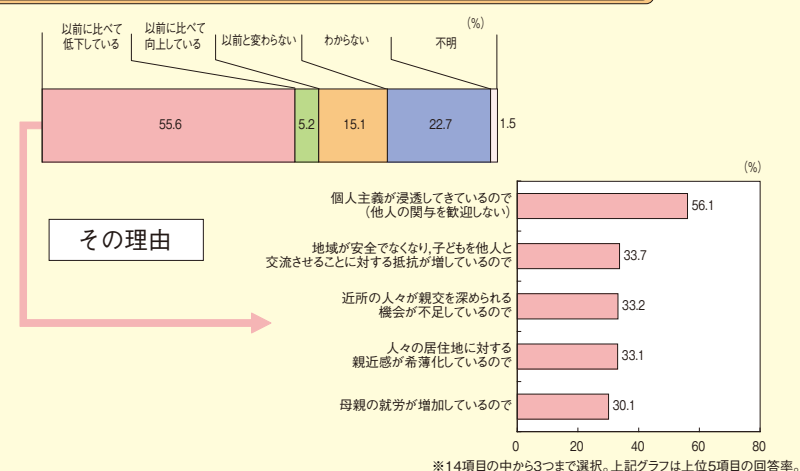 (%)
以前に比べて
低下している
以前に比べて
向上している
以前と変わらない
わからない
不明
55.6
5.2
15.1
22.7
1.5
その理由
(%)
個人主義が浸透してきているので
(他人の関与を歓迎しない)
56.1
地域が安全でなくなり,子どもを他人と
交流させることに対する抵抗が増しているので
33.7
近所の人々が親交を深められる
機会が不足しているので
33.2
人々の居住地に対する
親近感が希薄化しているので
33.1
母親の就労が増加しているので
30.1
0 20 40 60 80
※14項目の中から3つまで選択。上記グラフは上位5項目の回答率。